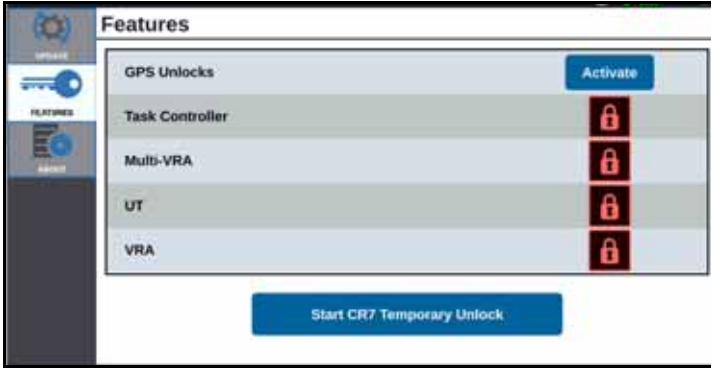 Features
UPDATE
GPS Unlocks
Activate
FEATURES
Task Controller
Multi-VRA
ABOUT
UT
VRA
Start CR7 Temporary Unlock